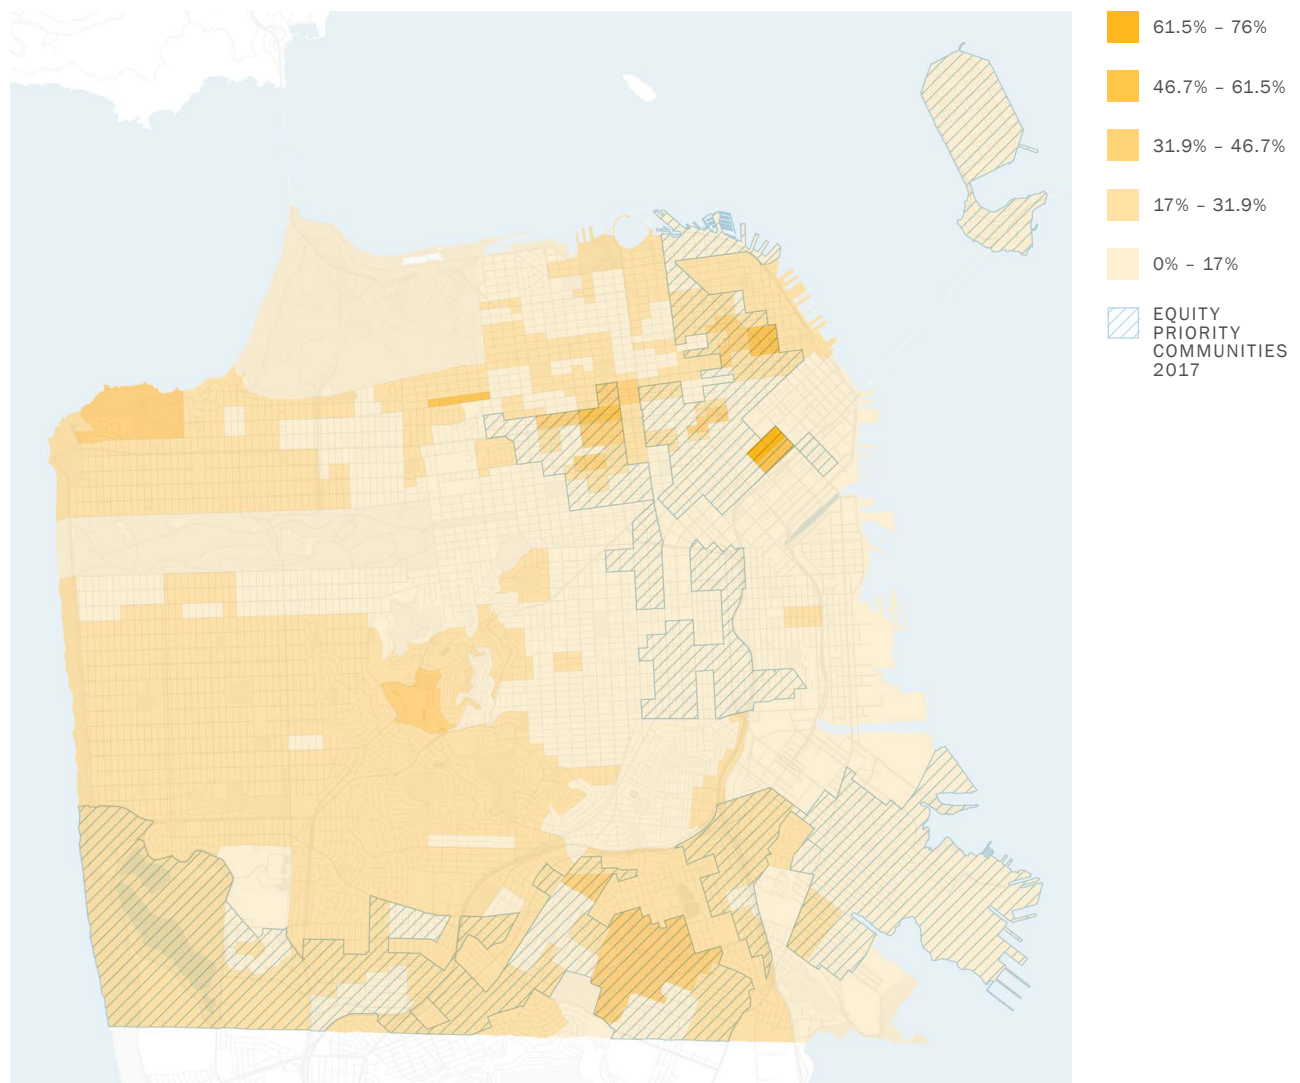 61.5% – 76%
46.7% – 61.5%
31.9% – 46.7%
17% – 31.9%
0% – 17%
EQUITY
PRIORITY
COMMUNITIES
2017